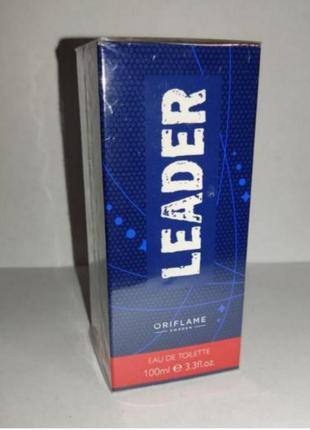 LEADER
ORIFLAME
SWEDEN
EAU DE TOILETTE
100ml e 3.3fl.oz.